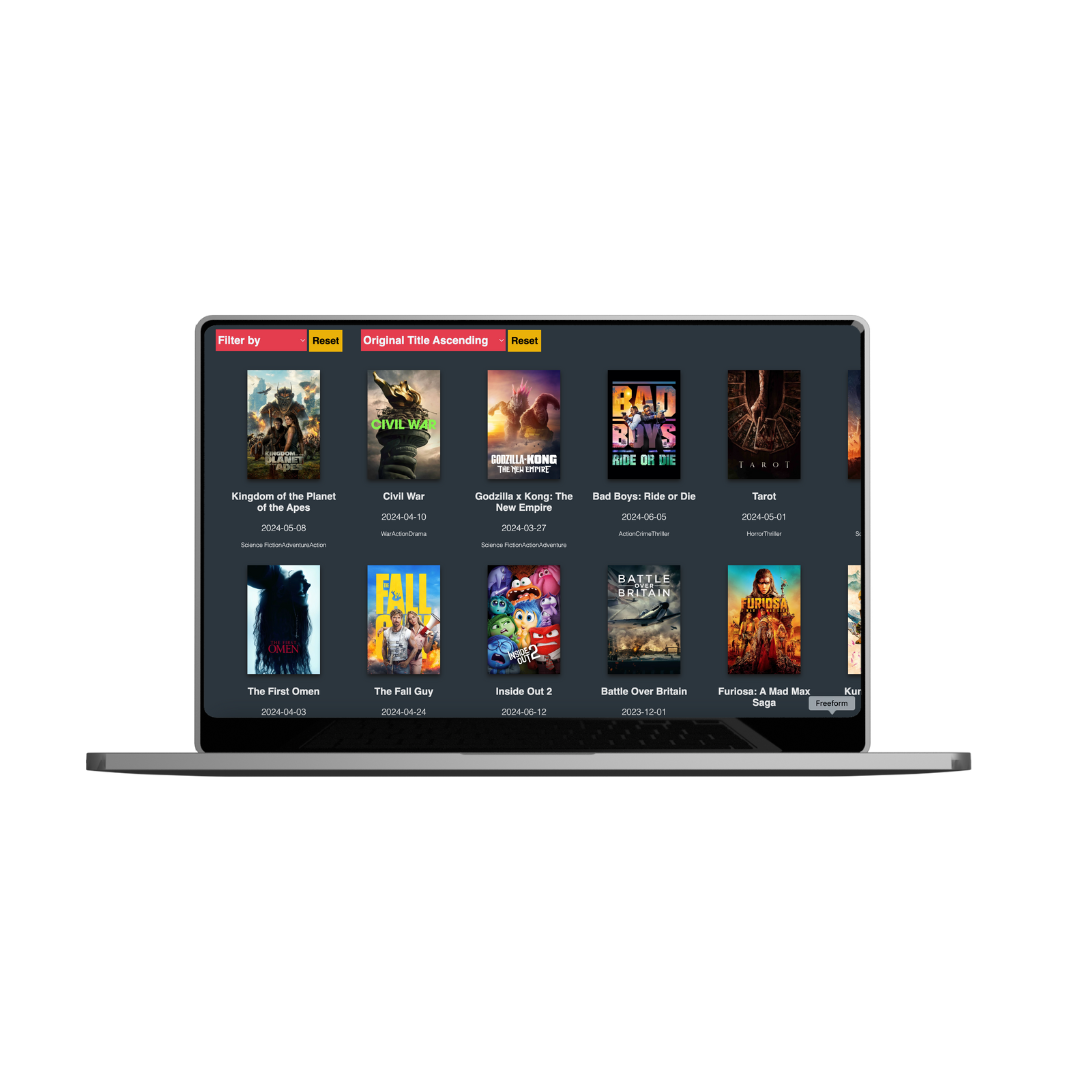 Filter by
Reset
Original Title Ascending
Reset
KINGDOM OF THE
PLANET
OF THE
APES
CIVIL WAR
GODZILLA x KONG
THE NEW EMPIRE
BAD
BOYS
RIDE OR DIE
TAROT
Kingdom of the Planet
of the Apes
2024-05-08
Science FictionAdventureAction
Civil War
2024-04-10
WarActionDrama
Godzilla x Kong: The
New Empire
2024-03-27
Science FictionActionAdventure
Bad Boys: Ride or Die
2024-06-05
ActionCrimeThriller
Tarot
2024-05-01
HorrorThriller
Sc
THE FIRST
OMEN
THE
FALL
GUY
INSIDE
OUT 2
BATTLE
OVER
BRITAIN
FURIOSA
The First Omen
2024-04-03
The Fall Guy
2024-04-24
Inside Out 2
2024-06-12
Battle Over Britain
2023-12-01
Furiosa: A Mad Max
Saga
Kun
Freeform